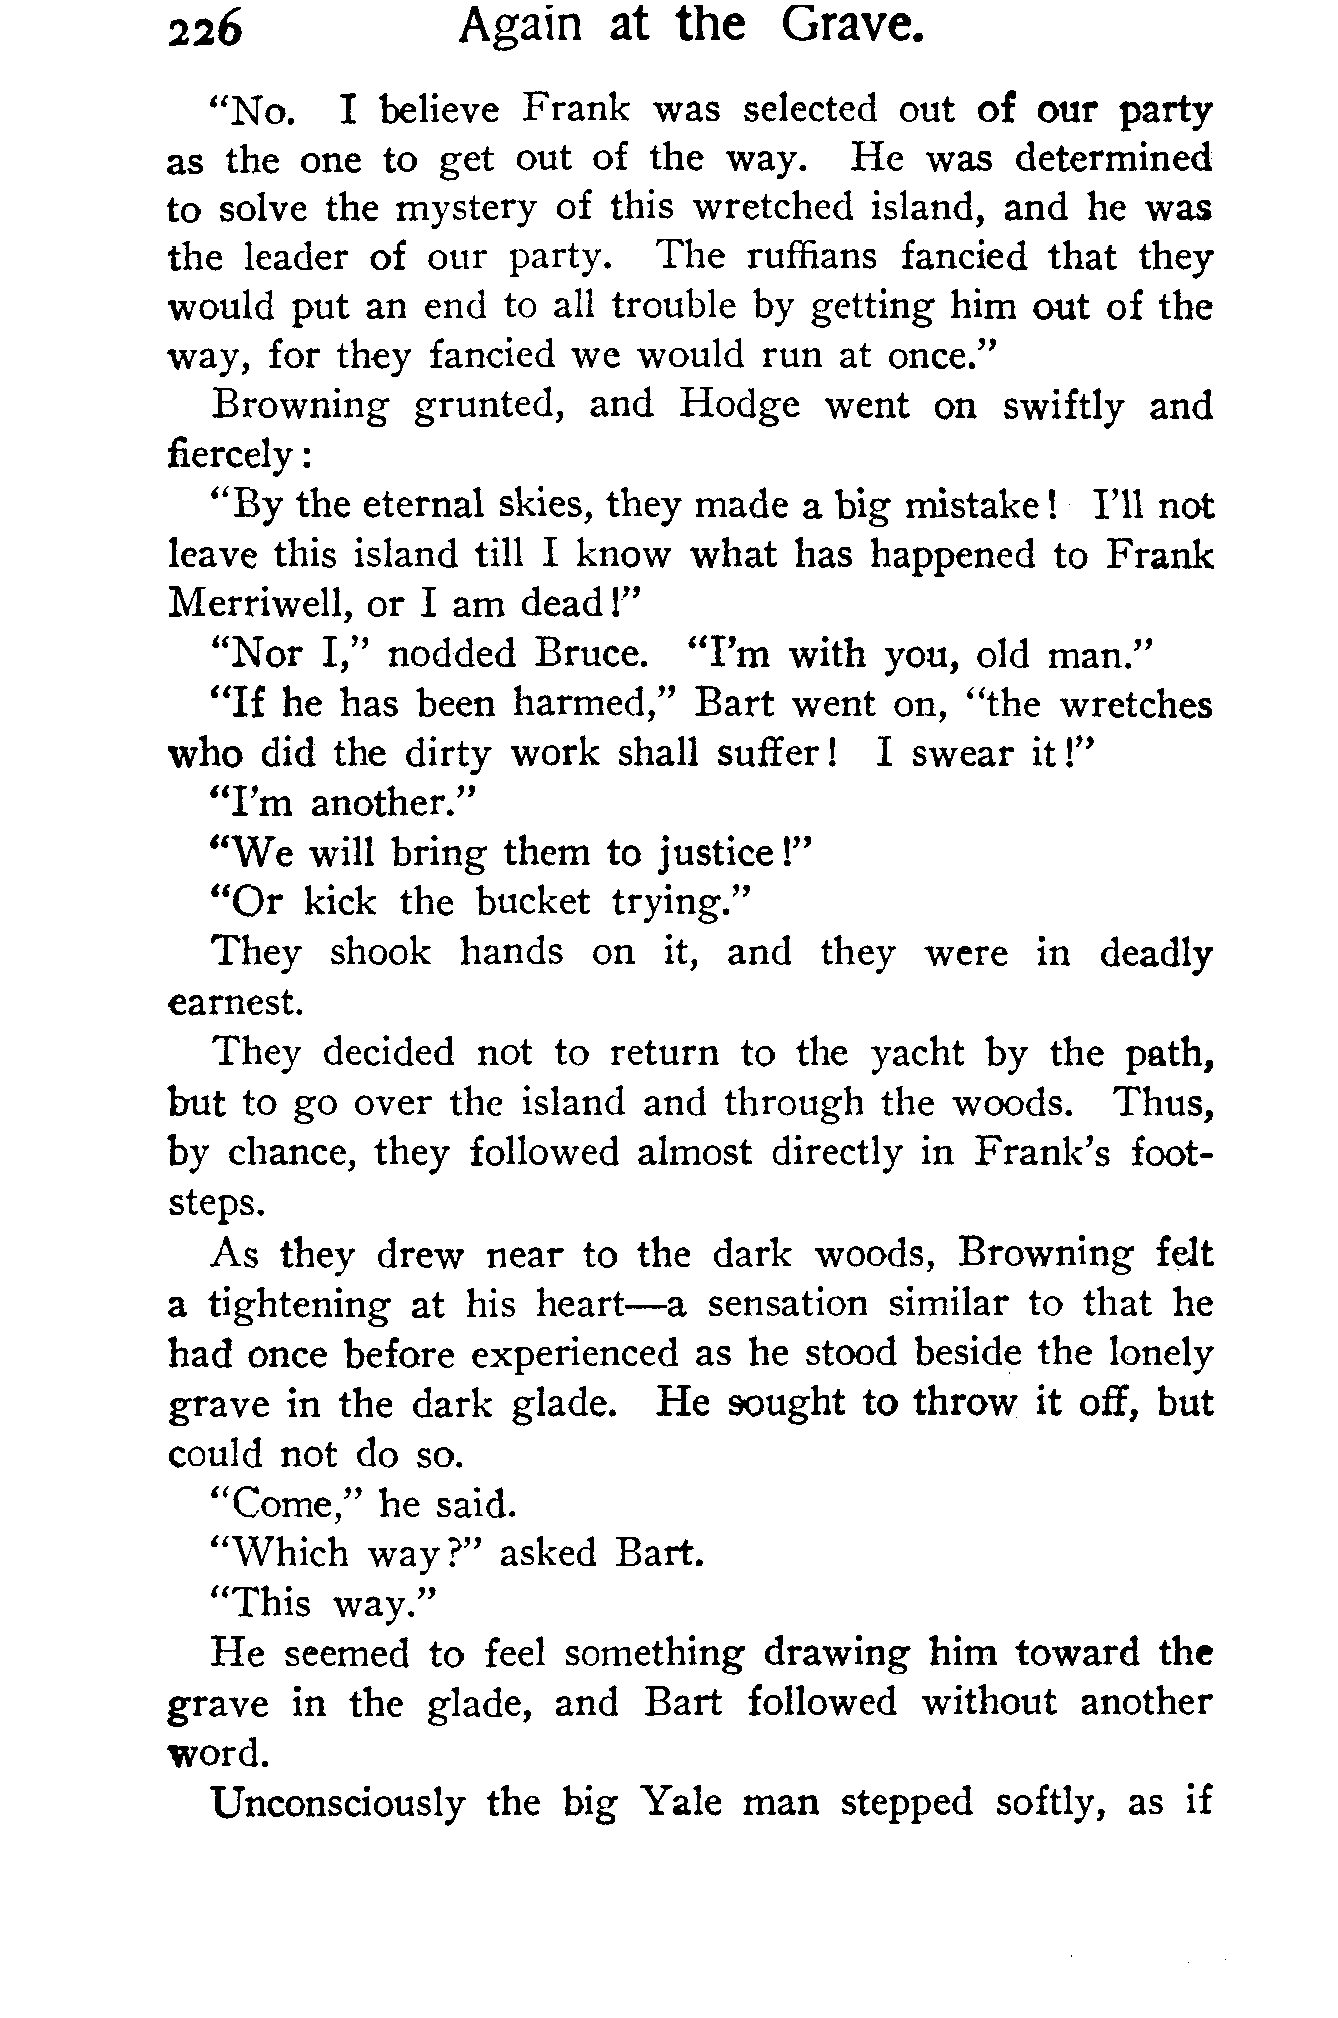 226 Again at the Grave.
“No. I believe Frank was selected out of our party
as the one to get out of the way. He was determined
to solve the mystery of this wretched island, and he was
the leader of our party. The ruffians fancied that they
would put an end to all trouble by getting him out of the
way, for they fancied we would run at once.”
Browning grunted, and Hodge went on swiftly and
fiercely:
“By the eternal skies, they made a big mistake! I’ll not
leave this island till I know what has happened to Frank
Merriwell, or I am dead!”
“Nor I,” nodded Bruce. “I’m with you, old man.”
“If he has been harmed,” Bart went on, “the wretches
who did the dirty work shall suffer! I swear it!”
“I’m another.”
“We will bring them to justice!”
“Or kick the bucket trying.”
They shook hands on it, and they were in deadly
earnest.
They decided not to return to the yacht by the path,
but to go over the island and through the woods. Thus,
by chance, they followed almost directly in Frank’s foot-
steps.
As they drew near to the dark woods, Browning felt
a tightening at his heart—a sensation similar to that he
had once before experienced as he stood beside the lonely
grave in the dark glade. He sought to throw it off, but
could not do so.
“Come,” he said.
“Which way?” asked Bart.
“This way.”
He seemed to feel something drawing him toward the
grave in the glade, and Bart followed without another
word.
Unconsciously the big Yale man stepped softly, as if